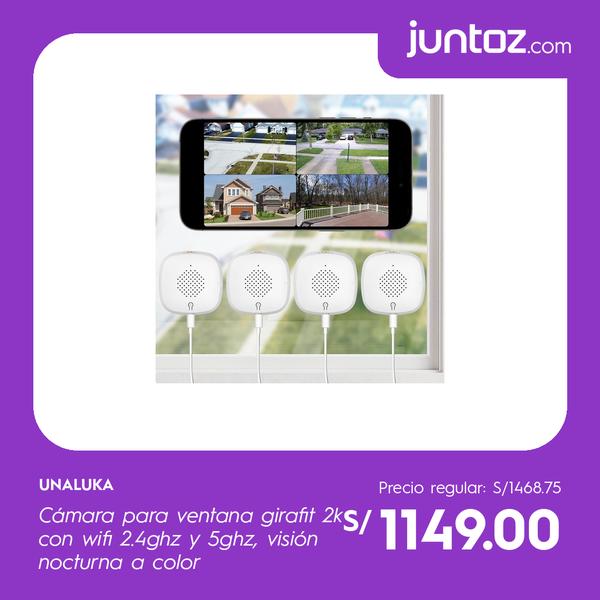 juntoz.com
UNALUKA
Precio regular: S/1468.75
Cámara para ventana girafit 2k
con wifi 2.4ghz y 5ghz, visión
nocturna a color
S/1149.00